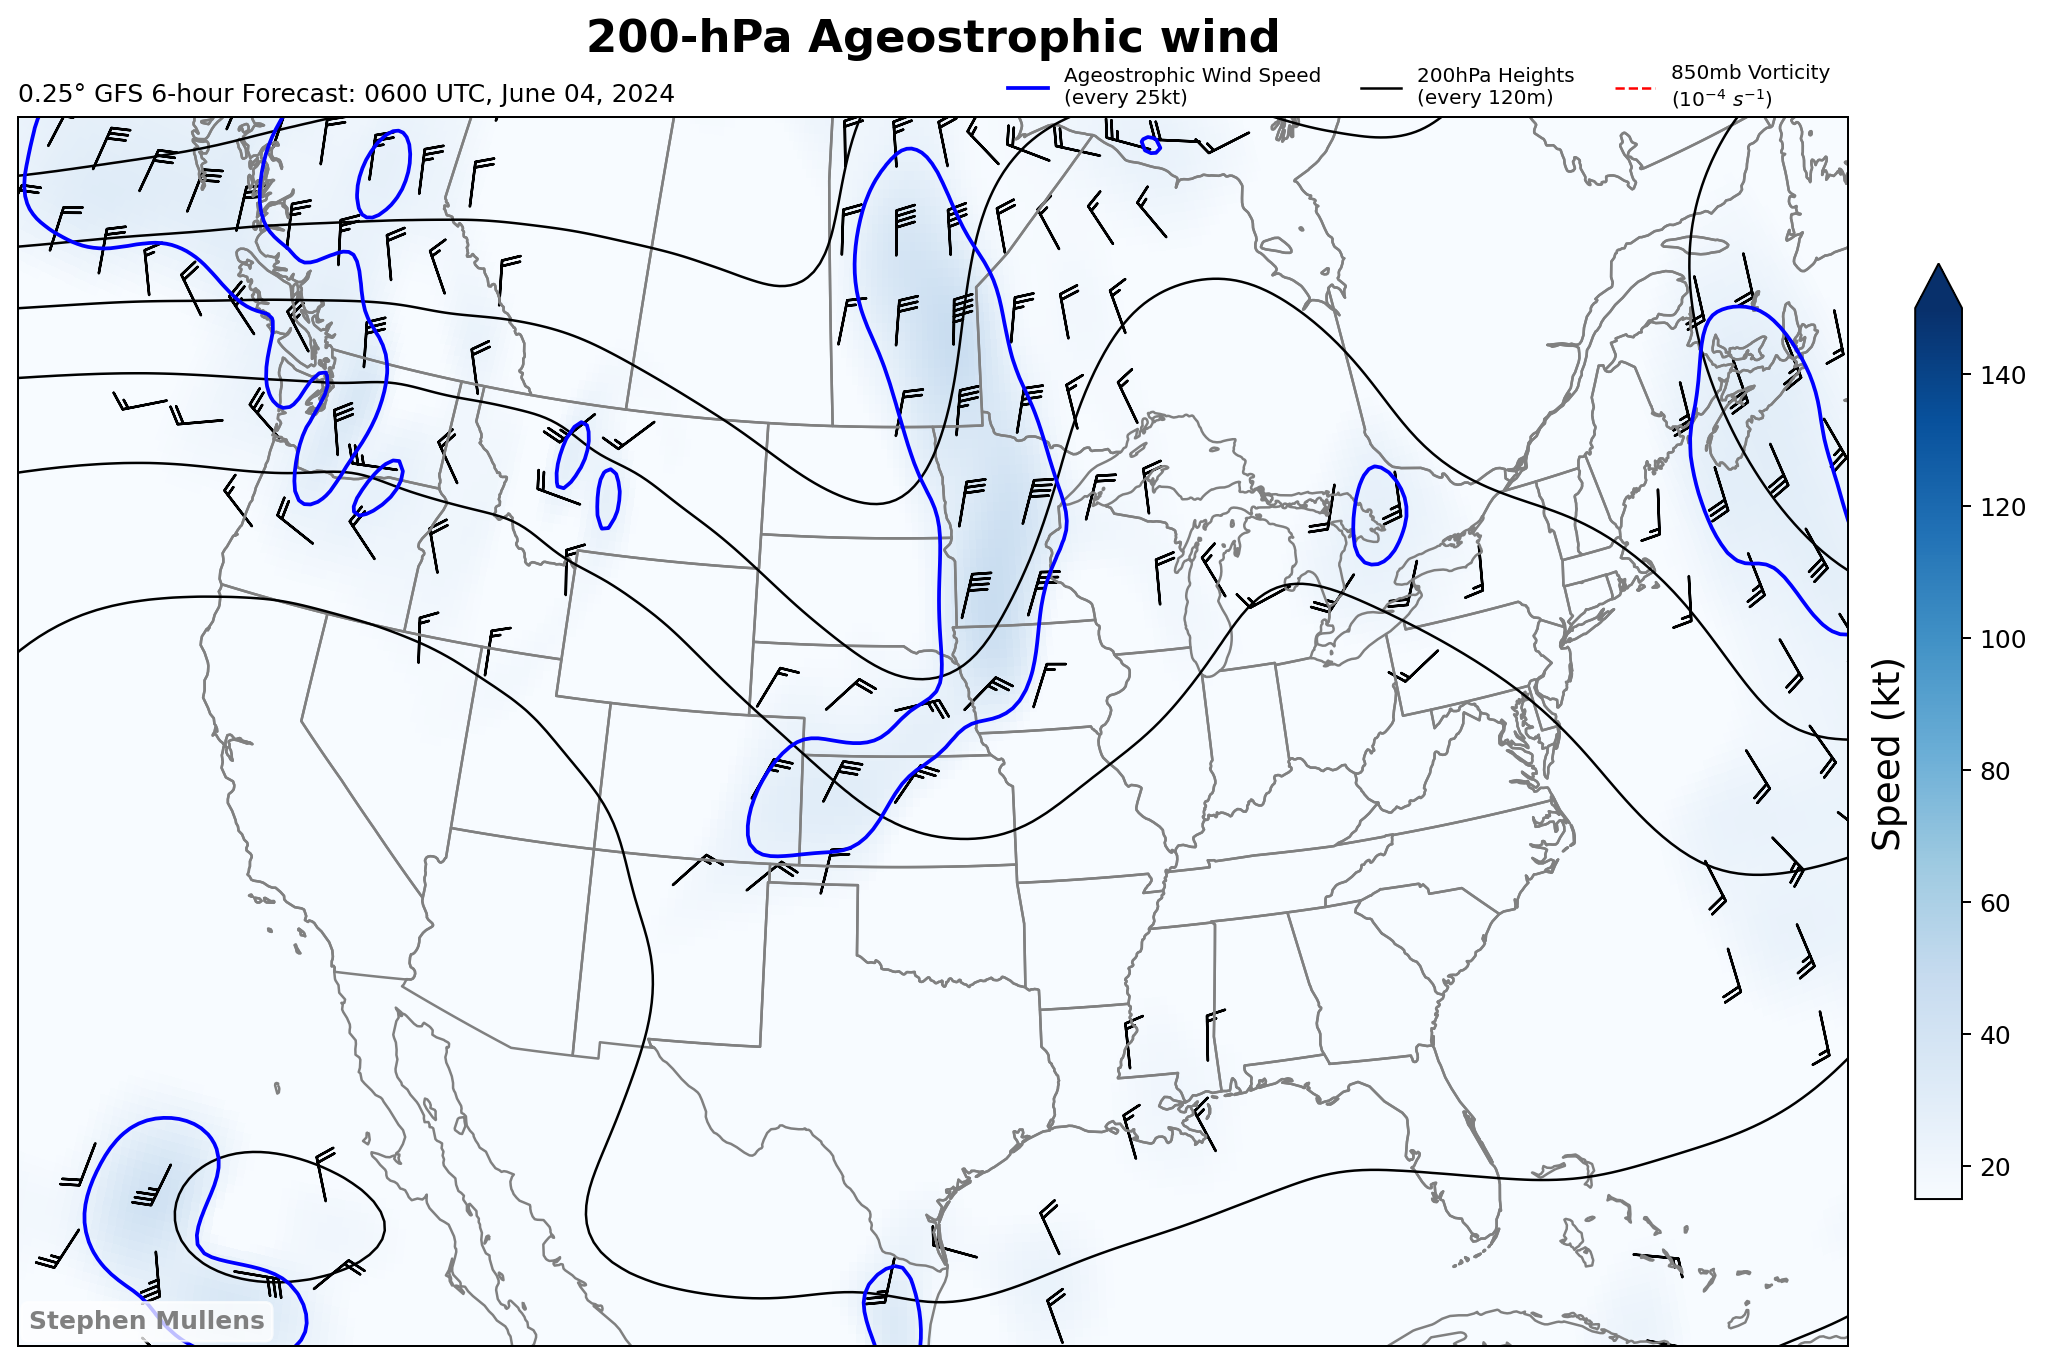 200-hPa Ageostrophic wind
0.25° GFS 6-hour Forecast: 0600 UTC, June 04, 2024
Ageostrophic Wind Speed
(every 25kt)
200hPa Heights
(every 120m)
850mb Vorticity
(10⁻⁴ s⁻¹)
140
120
100
80
60
40
20
Speed (kt)
Stephen Mullens